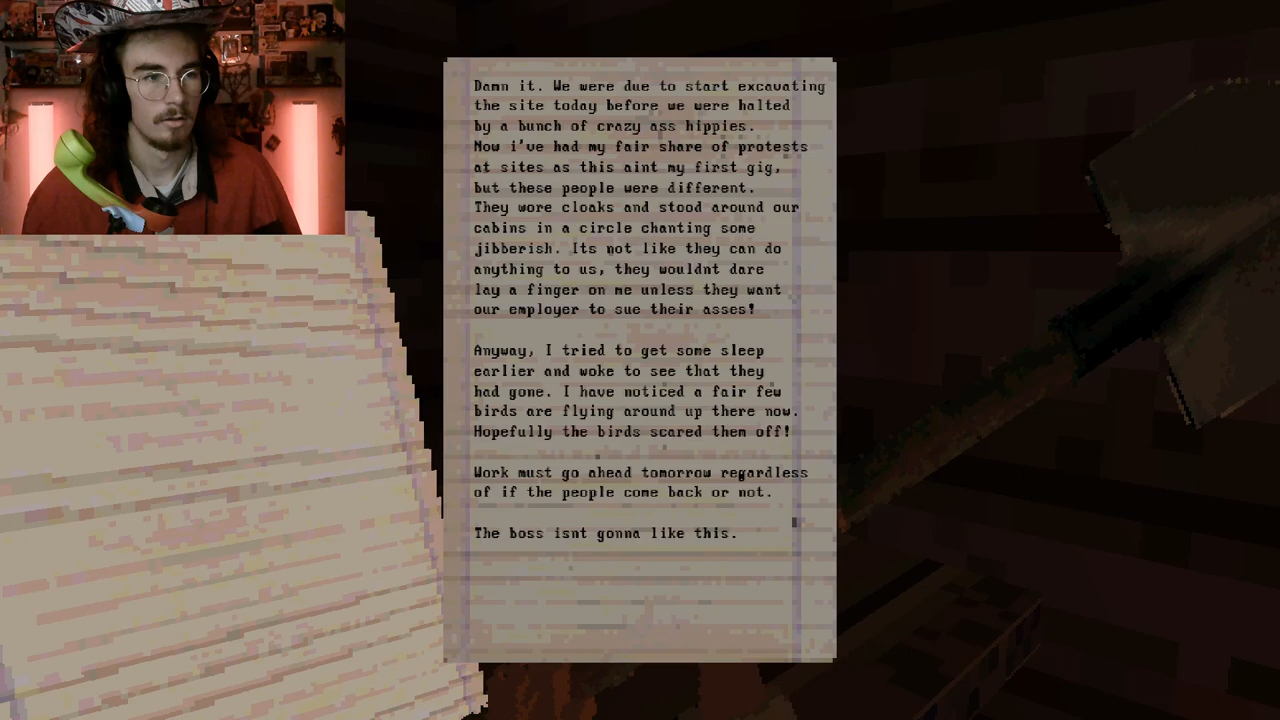 Damn it. We were due to start excavating
the site today before we were halted
by a bunch of crazy ass hippies.
Now i've had my fair share of protests
at sites as this aint my first gig,
but these people were different.
They wore cloaks and stood around our
cabins in a circle chanting some
jibberish. Its not like they can do
anything to us, they wouldnt dare
lay a finger on me unless they want
our employer to sue their asses!
Anyway, I tried to get some sleep
earlier and woke to see that they
had gone. I have noticed a fair few
birds are flying around up there now.
Hopefully the birds scared them off!
Work must go ahead tomorrow regardless
of if the people come back or not.
The boss isnt gonna like this.